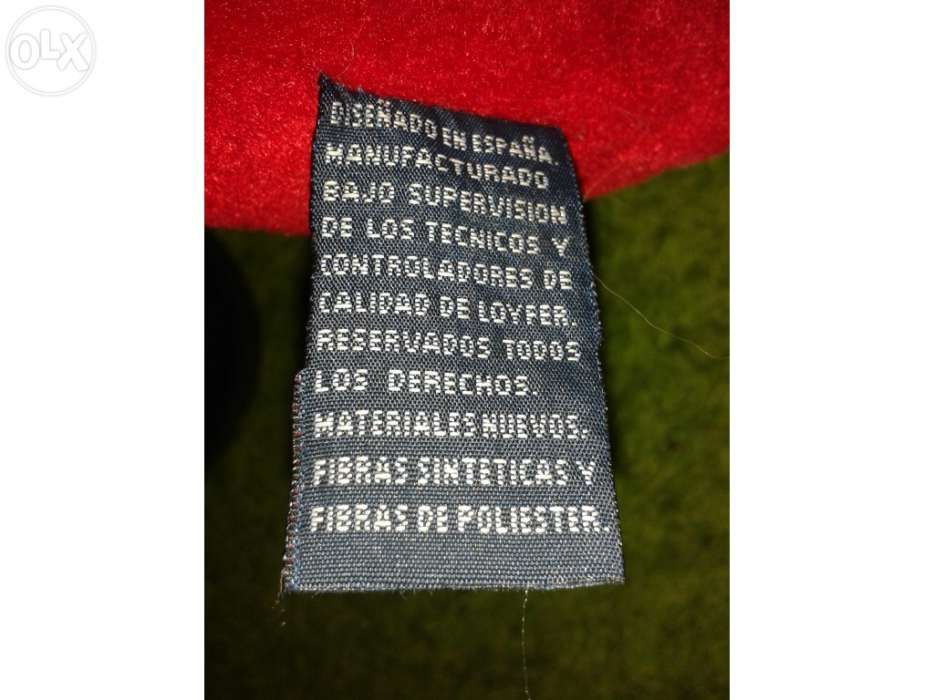 OLX
DISEÑADO EN ESPAÑA
MANUFACTURADO
BAJO SUPERVISION
DE LOS TECNICOS Y
CONTROLADORES DE
CALIDAD DE LOYFER.
RESERVADOS TODOS
LOS DERECHOS.
MATERIALES NUEVOS.
FIBRAS SINTETICAS Y
FIBRAS DE POLIESTER.